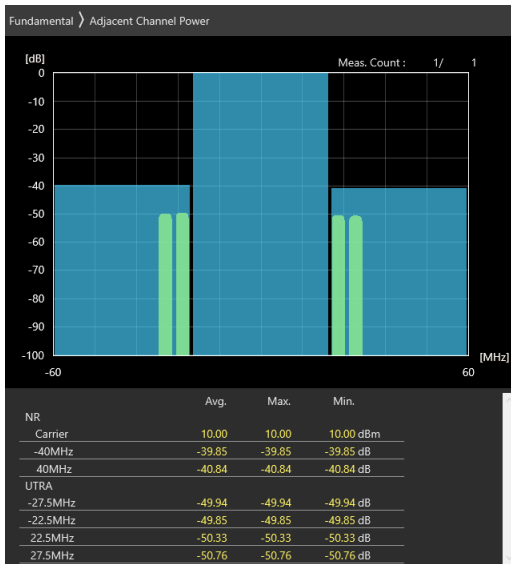 Fundamental 〉 Adjacent Channel Power
[dB]
Meas. Count : 1/ 1
0
-10
-20
-30
-40
-50
-60
-70
-80
-90
-100
[MHz]
-60 60
Avg. Max. Min.
NR
Carrier 10.00 10.00 10.00 dBm
-40MHz -39.85 -39.85 -39.85 dB
40MHz -40.84 -40.84 -40.84 dB
UTRA
-27.5MHz -49.94 -49.94 -49.94 dB
-22.5MHz -49.85 -49.85 -49.85 dB
22.5MHz -50.33 -50.33 -50.33 dB
27.5MHz -50.76 -50.76 -50.76 dB